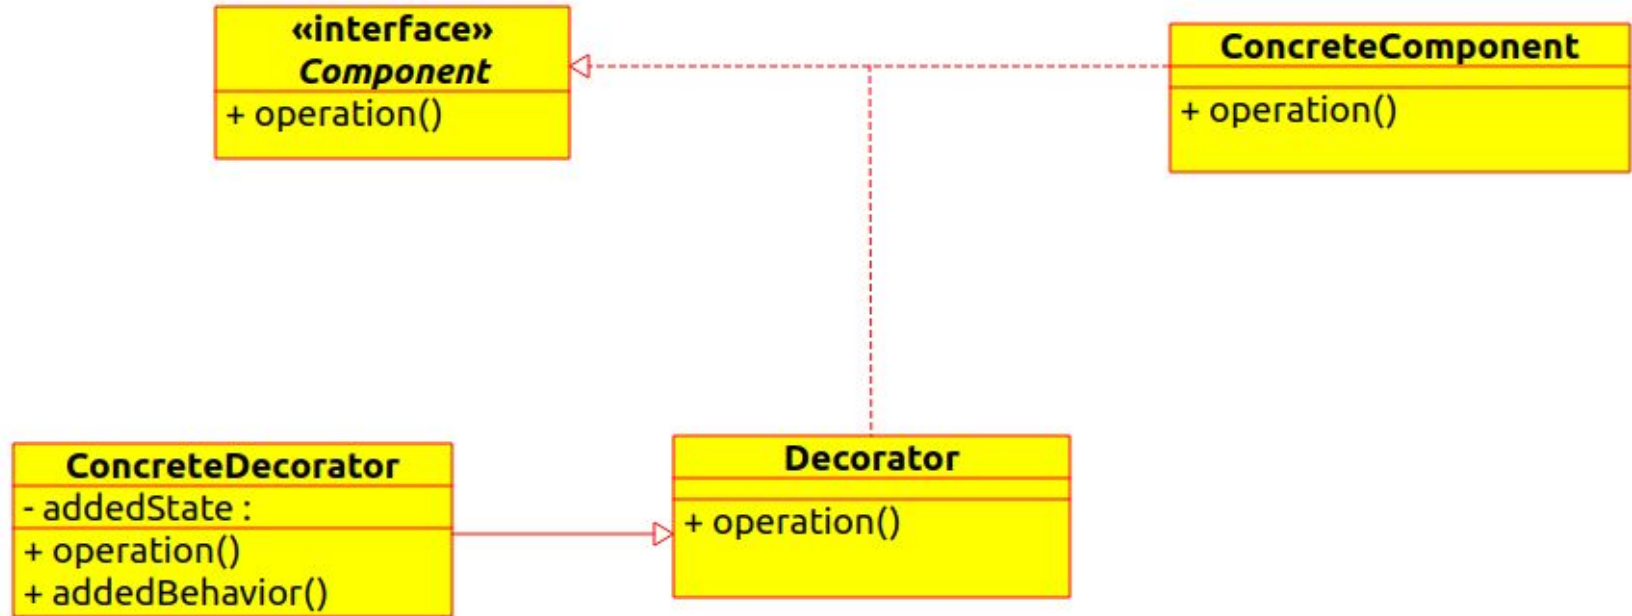 «interface»
Component
+ operation()
ConcreteComponent
+ operation()
ConcreteDecorator
- addedState :
+ operation()
+ addedBehavior()
Decorator
+ operation()